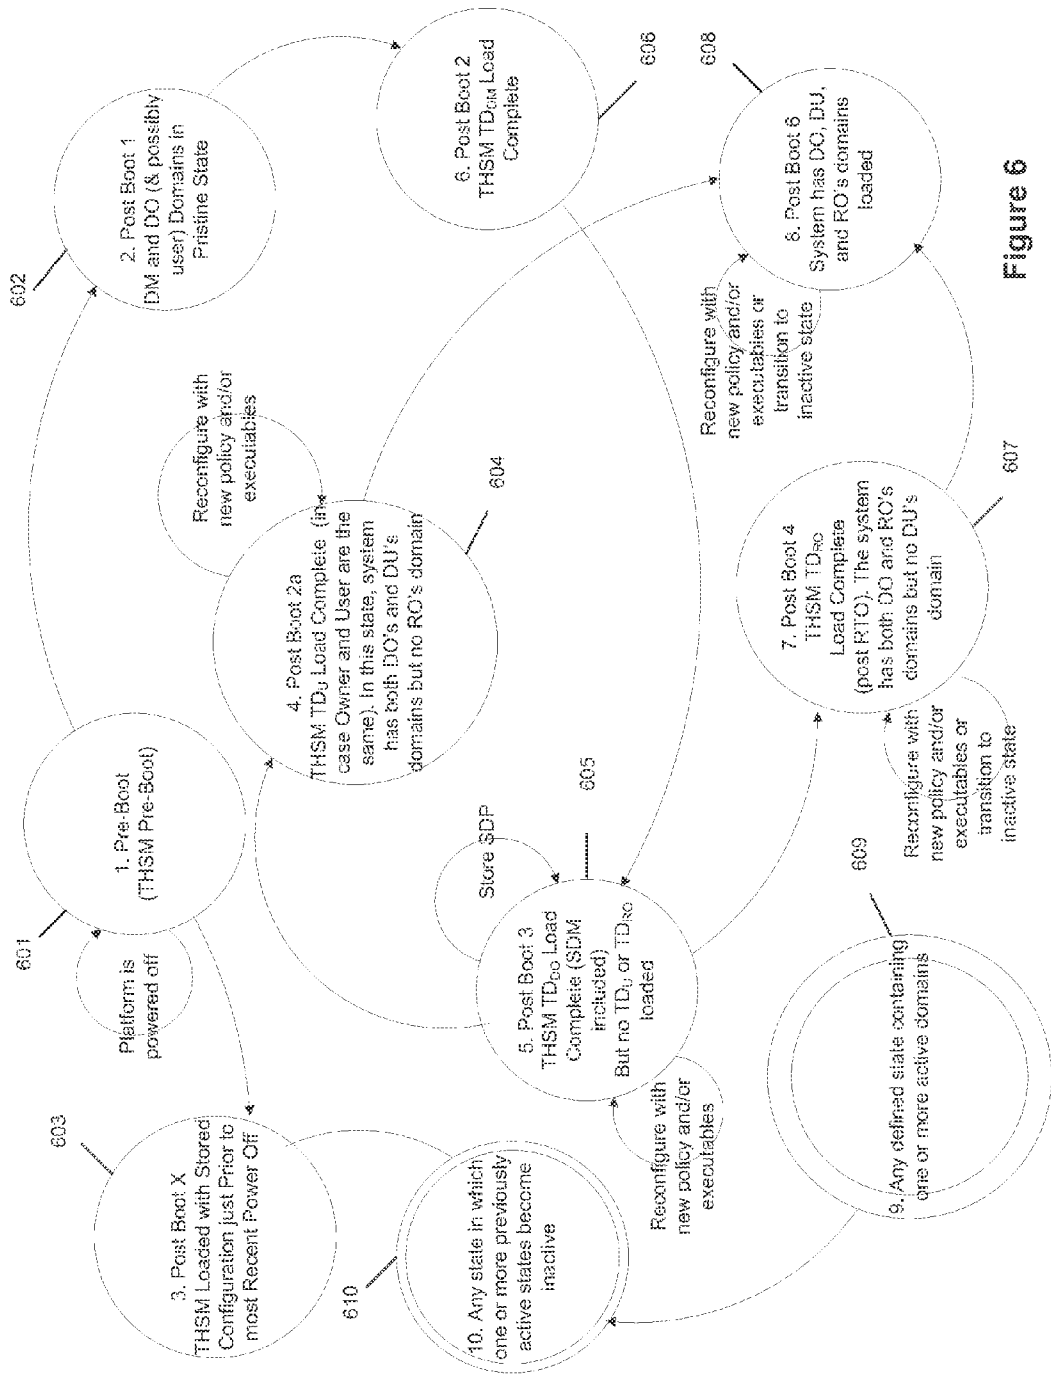 601
1. Pre-Boot
(THSM Pre-Boot)
Platform is
powered off
602
2. Post Boot 1
DM and DO (& possibly
user) Domains in
Pristine State
603
3. Post Boot X
THSM Loaded with Stored
Configuration just Prior to
most Recent Power Off
Reconfigure with
new policy and/or
executables
4. Post Boot 2a
THSM TDU Load Complete (in
case Owner and User are the
same). In this state, system
has both DO's and DU's
domains but no RO's domain
604
6. Post Boot 2
THSM TDDM Load
Complete
606
610
10. Any state in which
one or more previously
active states become
inactive
Store SDP
5. Post Boot 3
THSM TDDO Load
Complete (SDM
included)
But no TDU or TDRO
loaded
605
Reconfigure with
new policy and/or
executables
7. Post Boot 4
THSM TDRO
Load Complete
(post RTO). The system
has both DO and RO's
domains but no DU's
domain
607
Reconfigure with
new policy and/or
executables or
transition to
inactive state
608
8. Post Boot 6
System has DO, DU,
and RO's domains
loaded
Reconfigure with
new policy and/or
executables or
transition to
inactive state
609
9. Any defined state containing
one or more active domains
Figure 6